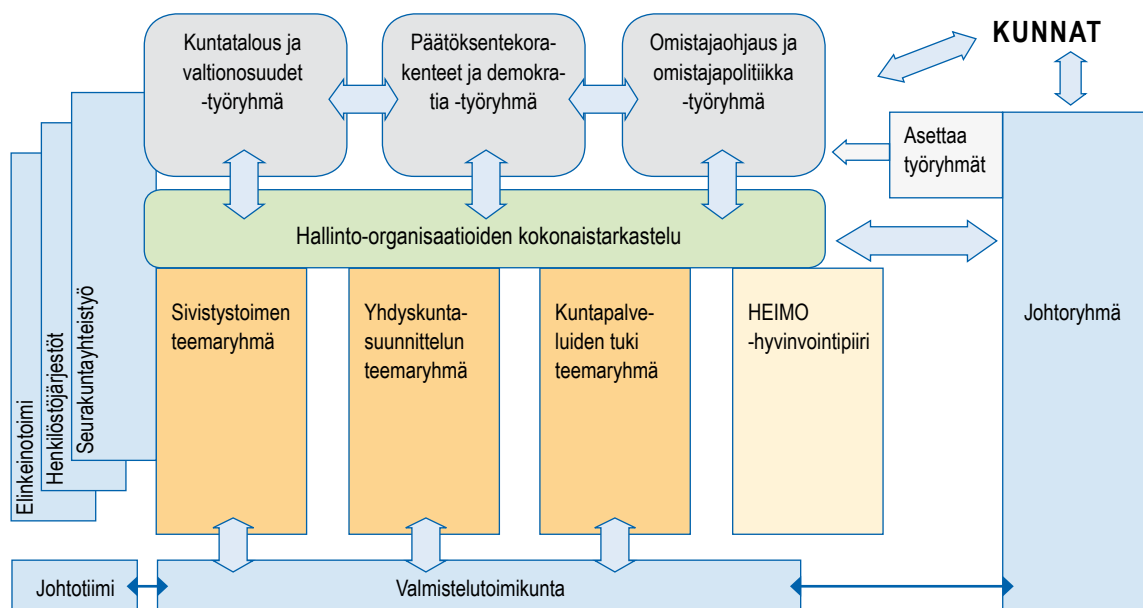 Kuntatalous ja
valtionosuudet
-työryhmä
Päätöksentekora-
kenteet ja demokra-
tia -työryhmä
Omistajaohjaus ja
omistajapolitiikka
-työryhmä
KUNNAT
Asettaa
työryhmät
Elinkeinotoimi
Henkilöstöjärjestöt
Seurakuntayhteistyö
Hallinto-organisaatioiden kokonaistarkastelu
Sivistystoimen
teemaryhmä
Yhdyskunta-
suunnittelun
teemaryhmä
Kuntapalve-
luiden tuki
teemaryhmä
HEIMO
-hyvinvointipiiri
Johtoryhmä
Johtotiimi
Valmistelutoimikunta